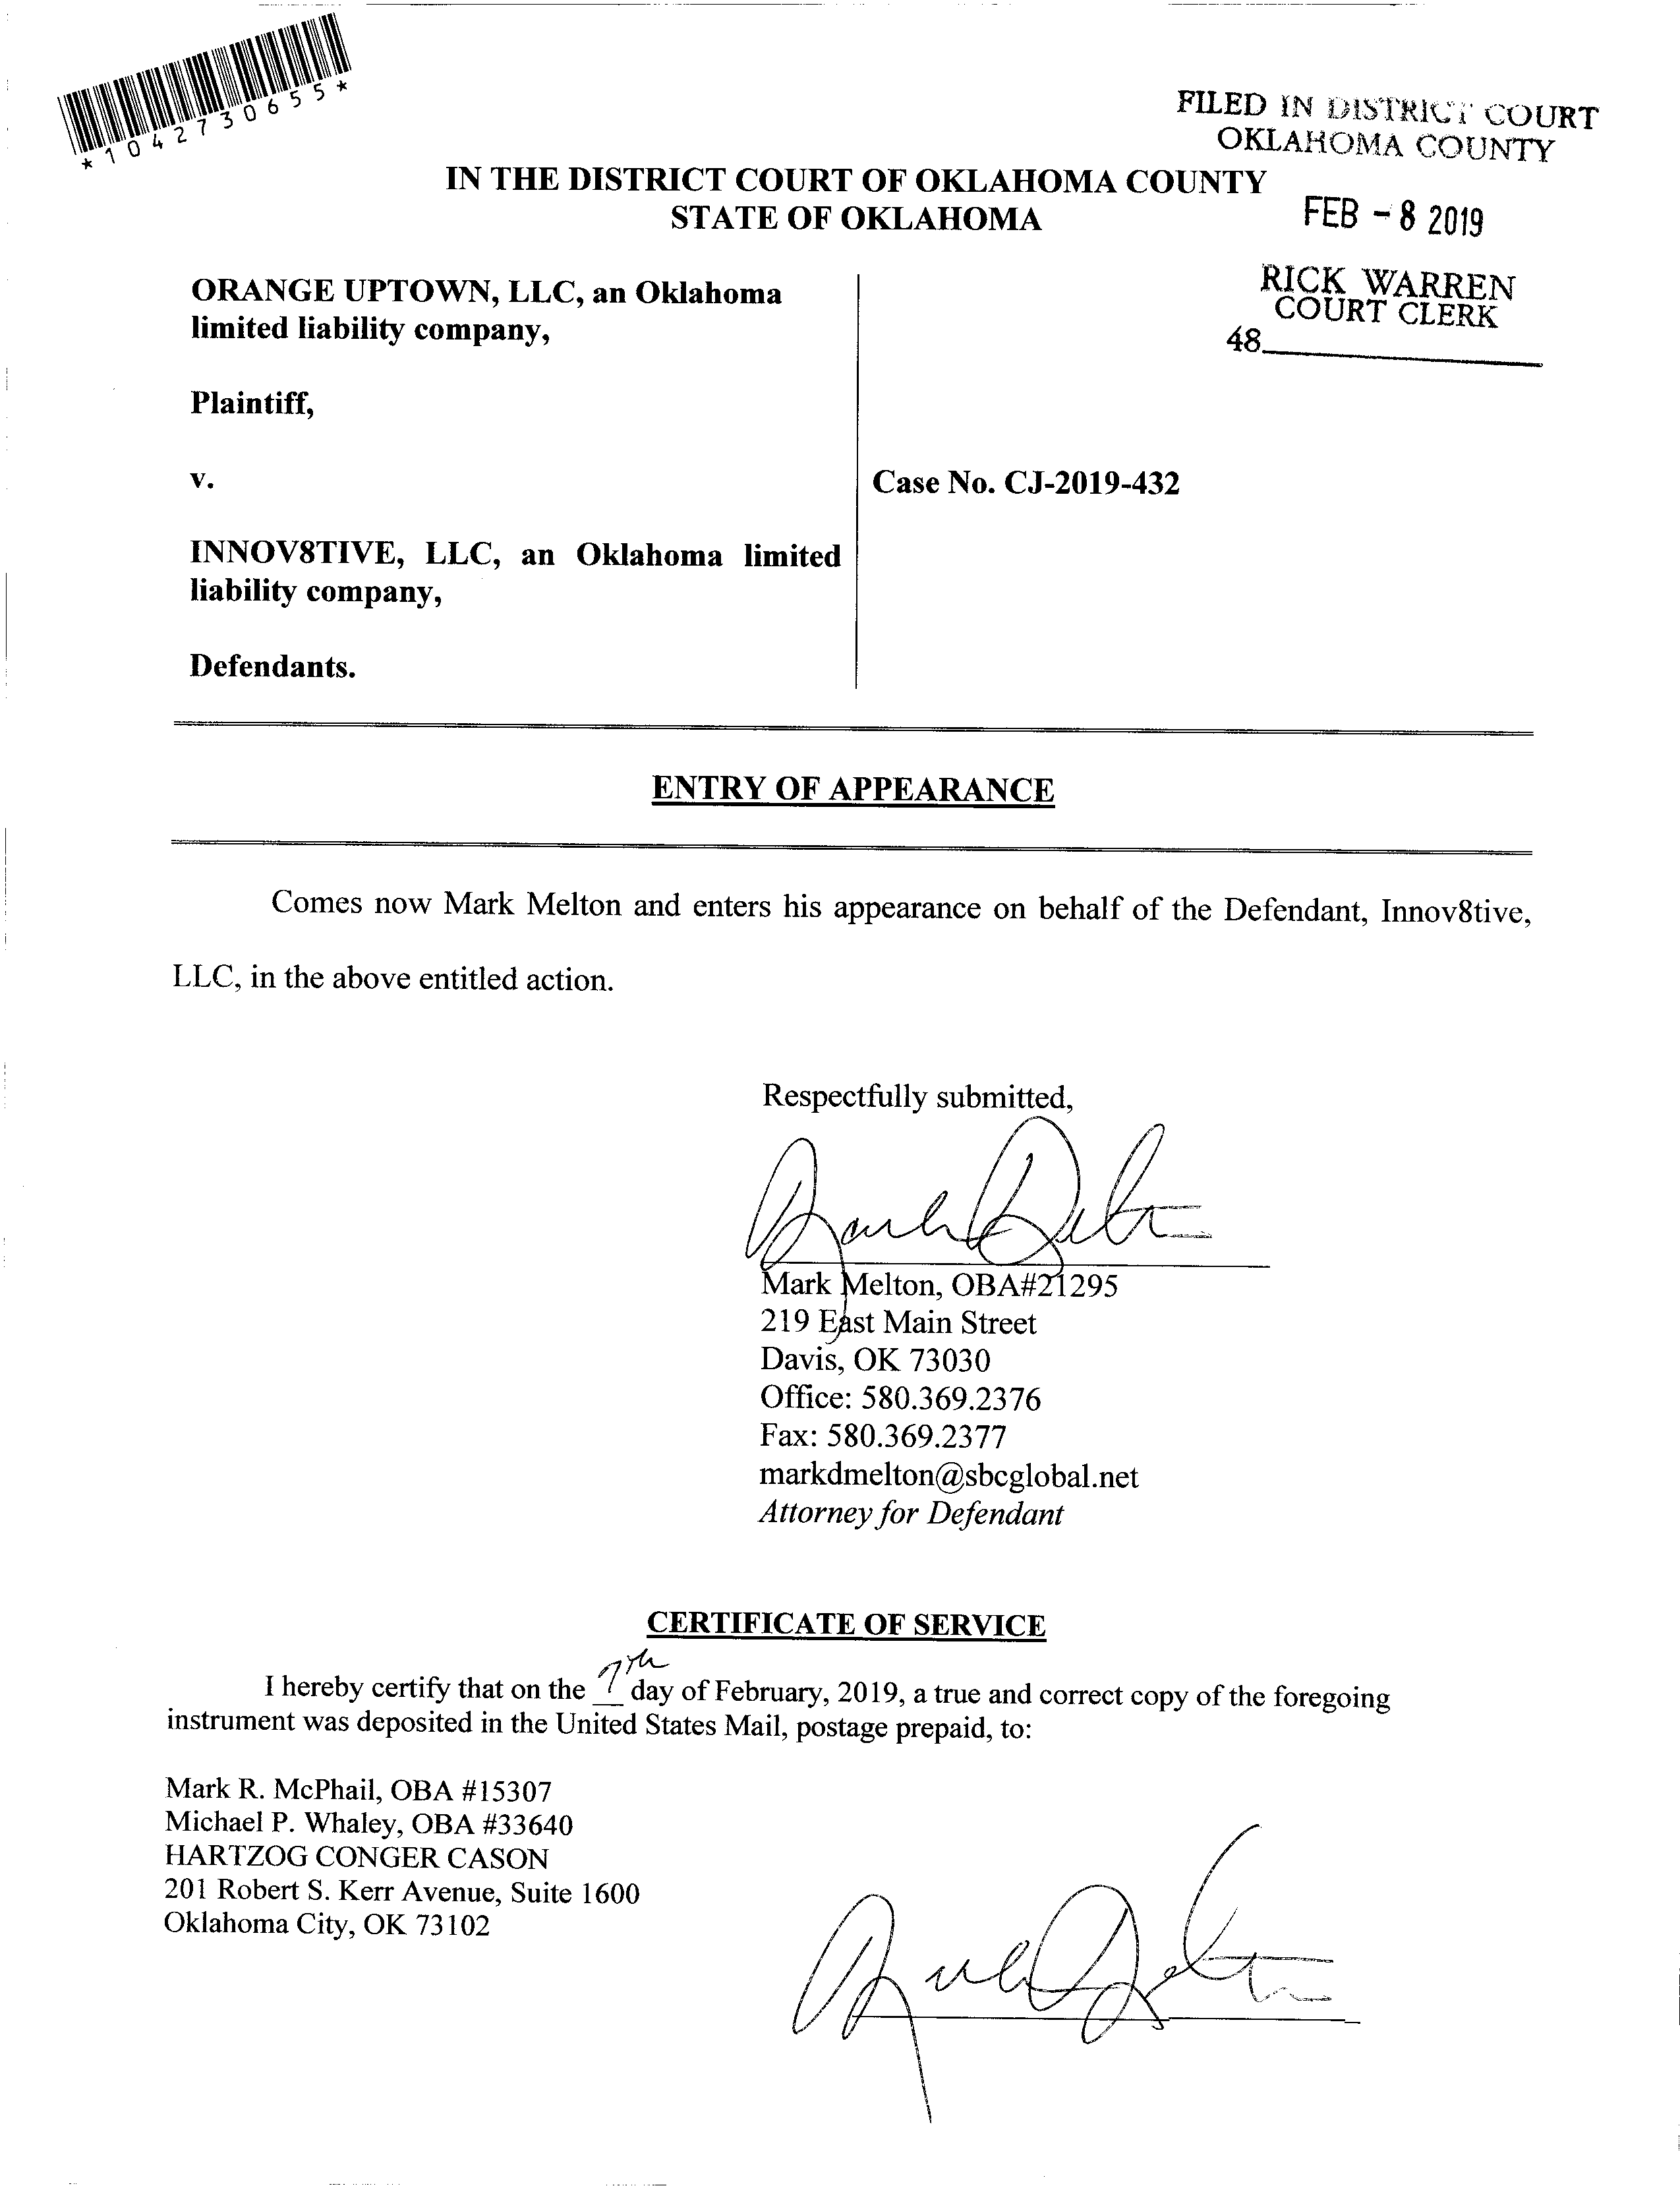 *1042730655*
FILED IN DISTRICT COURT
OKLAHOMA COUNTY
FEB - 8 2019
RICK WARREN
COURT CLERK
48
IN THE DISTRICT COURT OF OKLAHOMA COUNTY
STATE OF OKLAHOMA
ORANGE UPTOWN, LLC, an Oklahoma
limited liability company,
Plaintiff,
v.
INNOV8TIVE, LLC, an Oklahoma limited
liability company,
Defendants.
Case No. CJ-2019-432
ENTRY OF APPEARANCE
Comes now Mark Melton and enters his appearance on behalf of the Defendant, Innov8tive,
LLC, in the above entitled action.
Respectfully submitted,
Mark Melton, OBA#21295
219 East Main Street
Davis, OK 73030
Office: 580.369.2376
Fax: 580.369.2377
markdmelton@sbcglobal.net
Attorney for Defendant
CERTIFICATE OF SERVICE
I hereby certify that on the 7th day of February, 2019, a true and correct copy of the foregoing
instrument was deposited in the United States Mail, postage prepaid, to:
Mark R. McPhail, OBA #15307
Michael P. Whaley, OBA #33640
HARTZOG CONGER CASON
201 Robert S. Kerr Avenue, Suite 1600
Oklahoma City, OK 73102